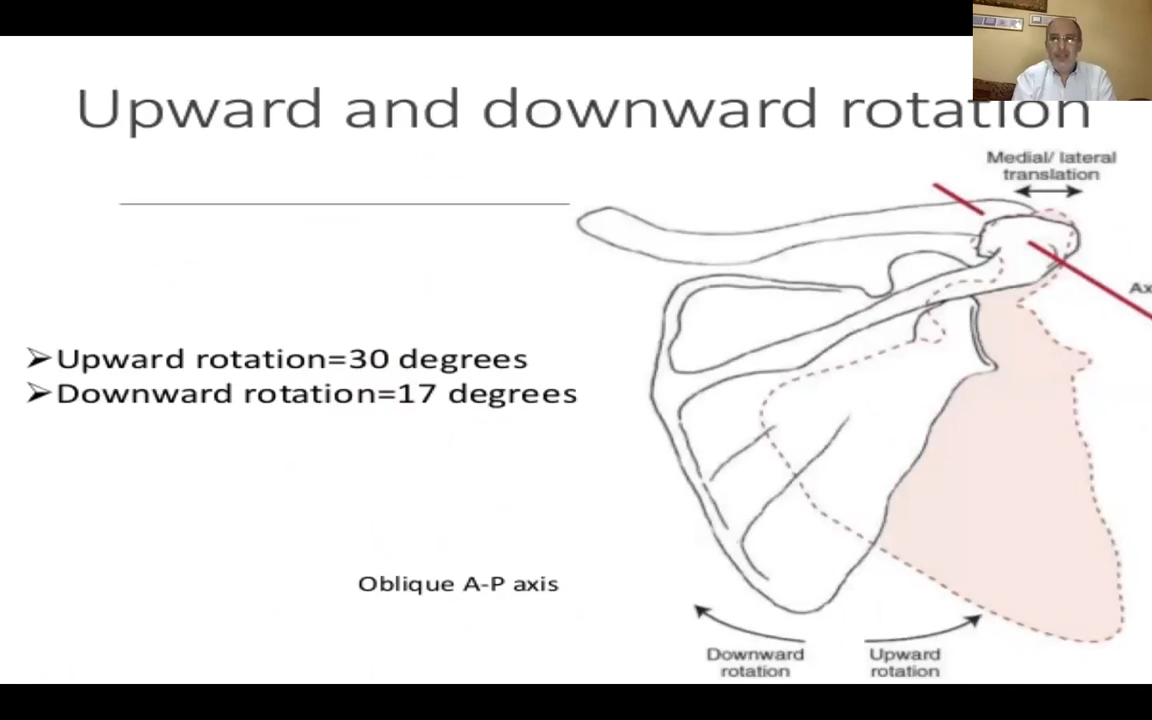 Upward and downward rotation
Medial/ lateral
translation
Ax
➢Upward rotation=30 degrees
➢Downward rotation=17 degrees
Oblique A-P axis
Downward
rotation
Upward
rotation